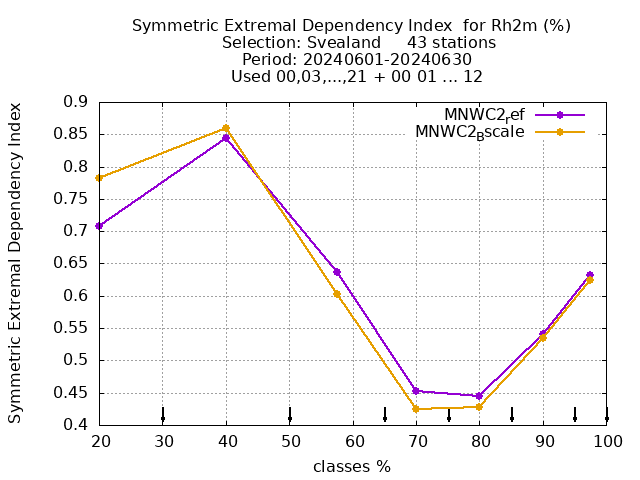 Symmetric Extremal Dependency Index for Rh2m (%)
Selection: Svealand 43 stations
Period: 20240601-20240630
Used 00,03,...,21 + 00 01 ... 12
MNWC2ref
MNWC2Bscale
Symmetric Extremal Dependency Index
0.9
0.85
0.8
0.75
0.7
0.65
0.6
0.55
0.5
0.45
0.4
20 30 40 50 60 70 80 90 100
classes %